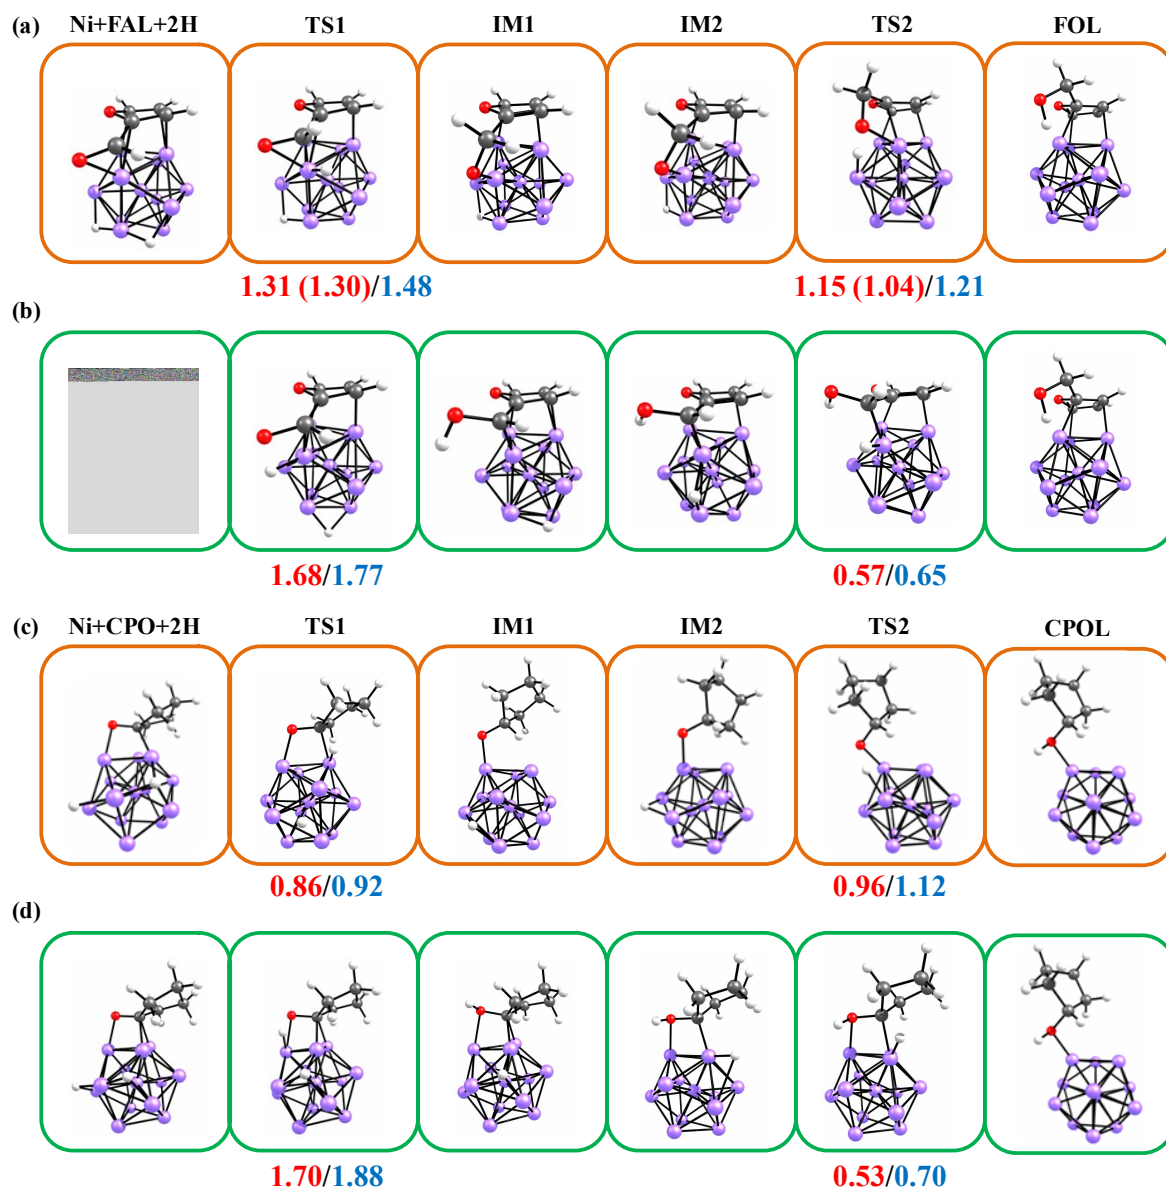 (a) Ni+FAL+2H TS1 IM1 IM2 TS2 FOL
1.31 (1.30)/1.48 1.15 (1.04)/1.21
(b)
1.68/1.77 0.57/0.65
(c) Ni+CPO+2H TS1 IM1 IM2 TS2 CPOL
0.86/0.92 0.96/1.12
(d)
1.70/1.88 0.53/0.70